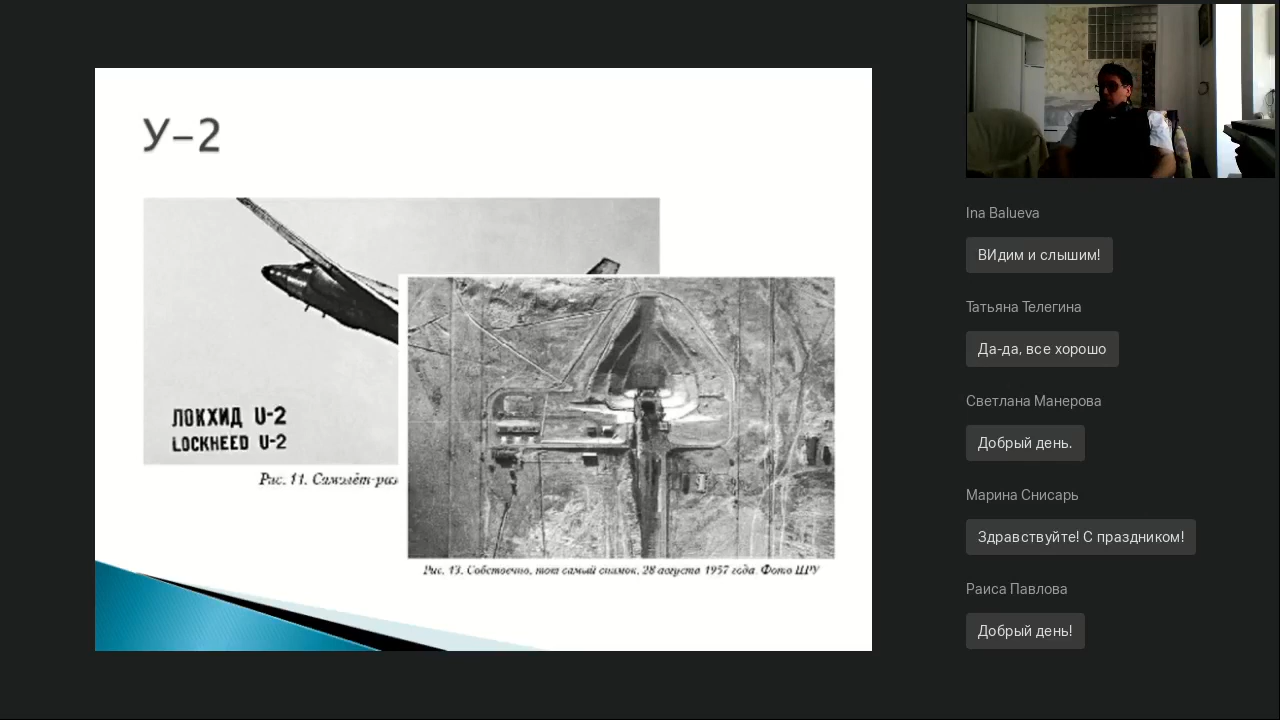 У-2
ЛОКХИД U-2
LOCKHEED U-2
Рис. 11. Самолёт-раз
Рис. 13. Собственно, тот самый снимок, 28 августа 1957 года. Фото ЦРУ
Ina Balueva
ВИдим и слышим!
Татьяна Телегина
Да-да, все хорошо
Светлана Манерова
Добрый день.
Марина Снисарь
Здравствуйте! С праздником!
Раиса Павлова
Добрый день!